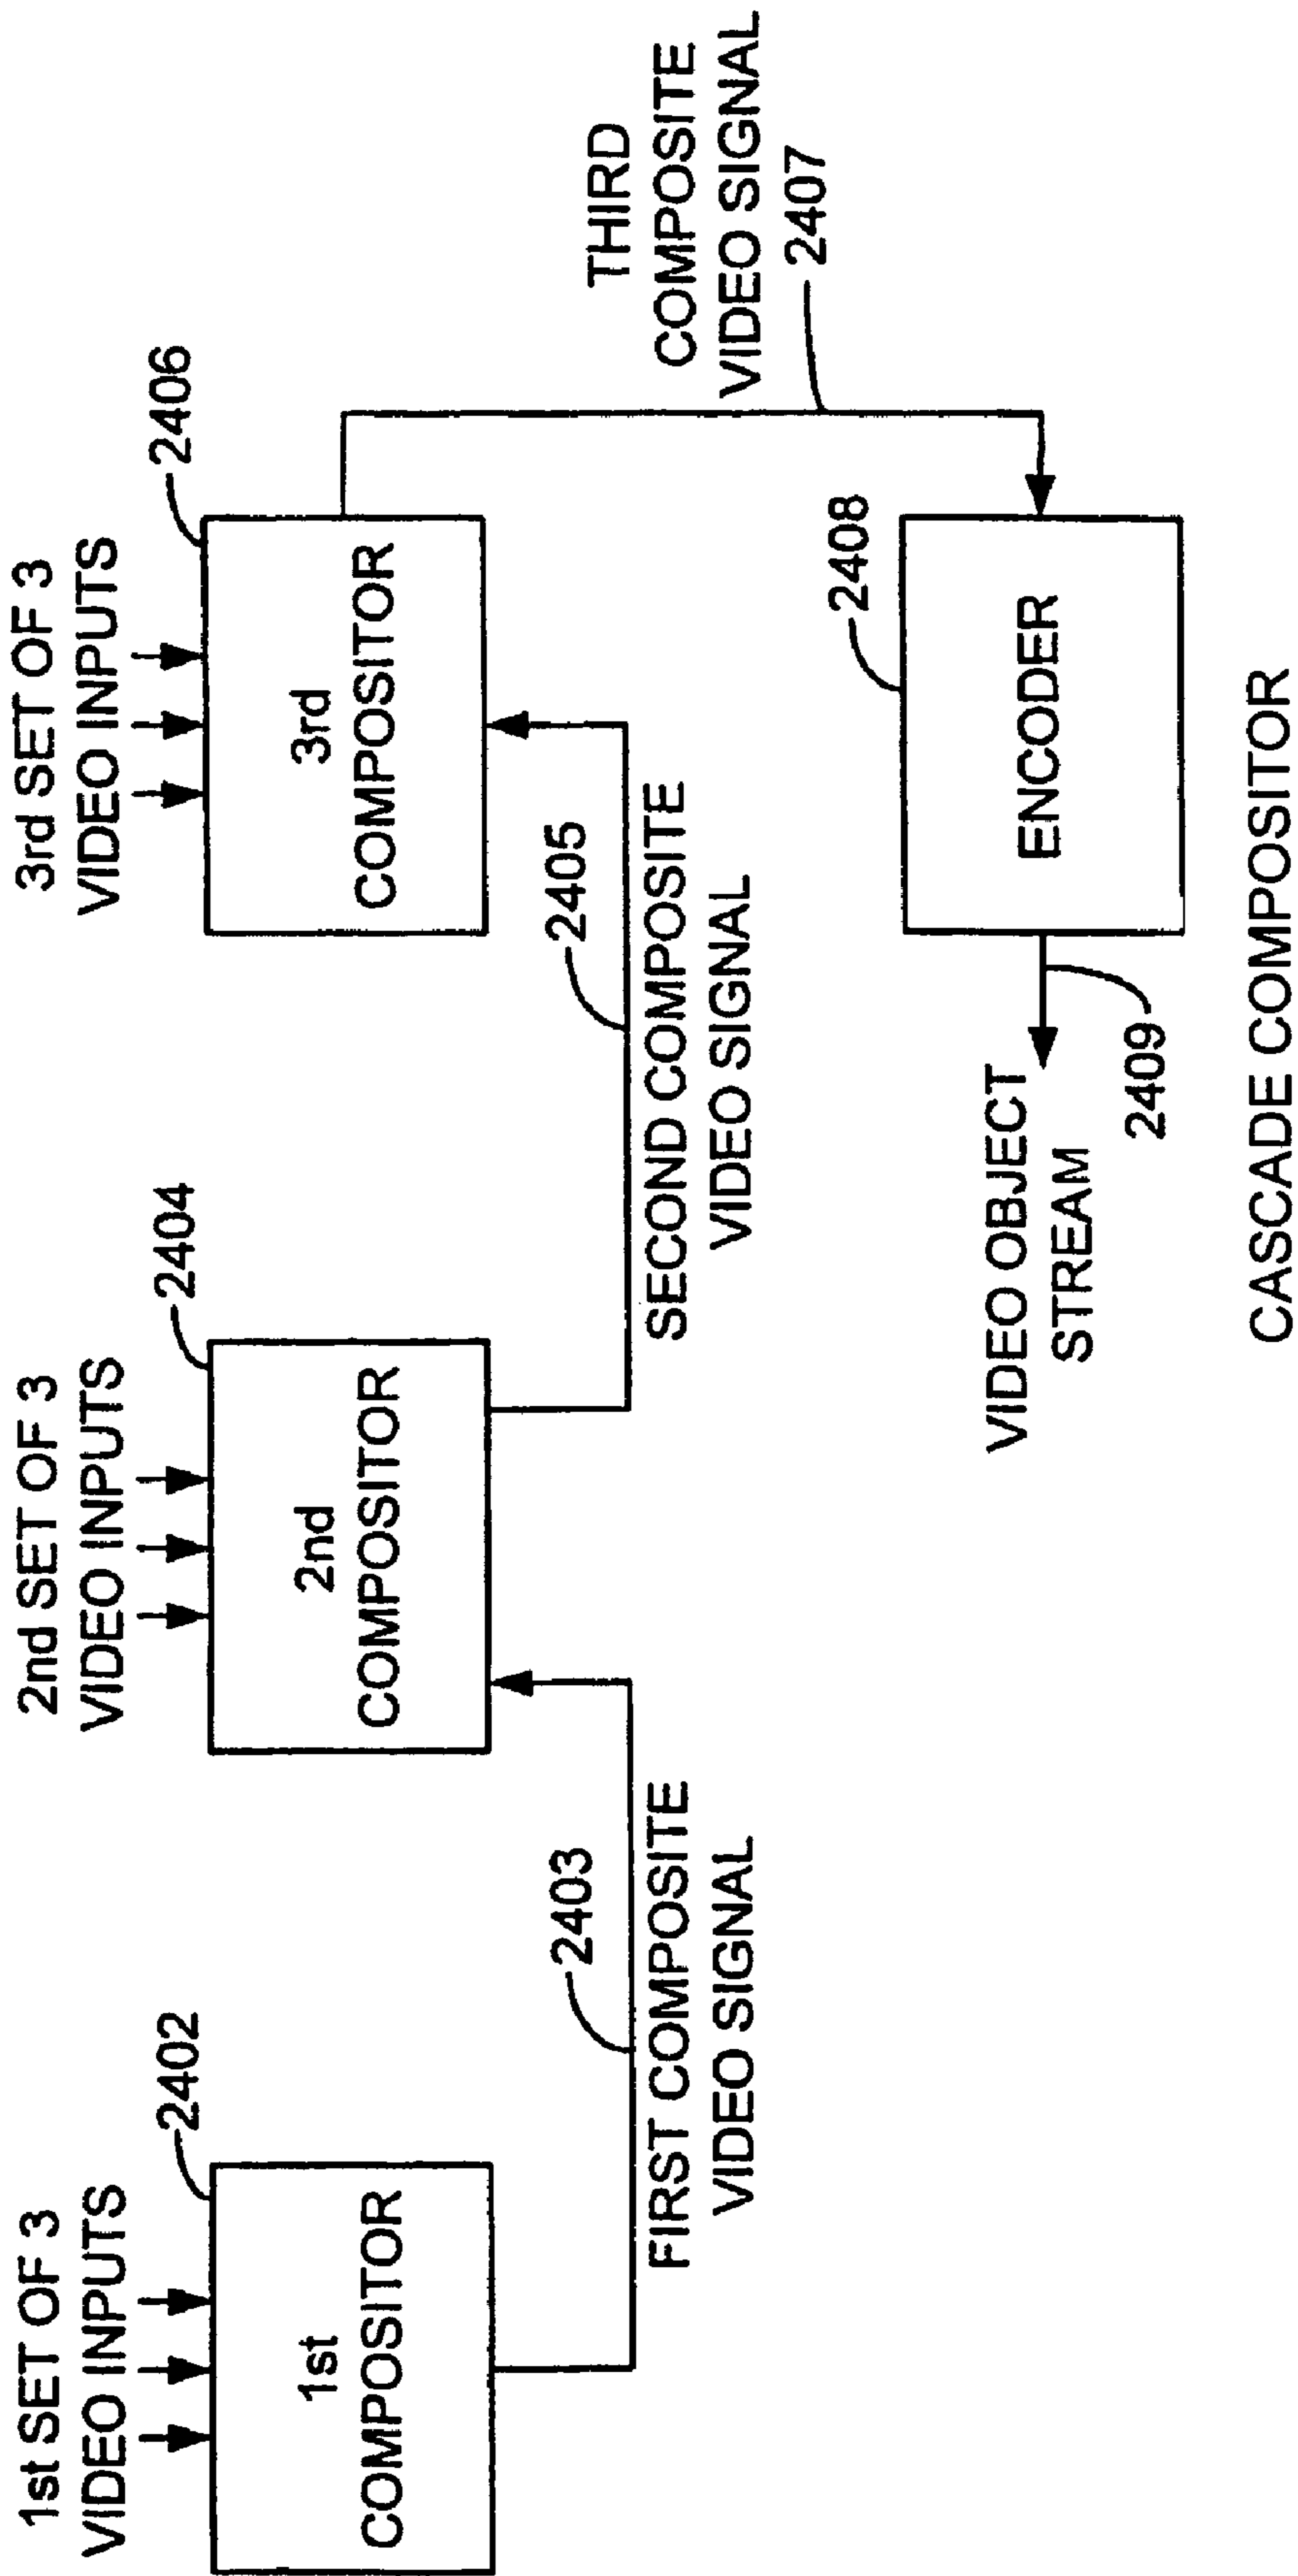 1st SET OF 3
VIDEO INPUTS
2402
1st
COMPOSITOR
2403
FIRST COMPOSITE
VIDEO SIGNAL
2nd SET OF 3
VIDEO INPUTS
2404
2nd
COMPOSITOR
2405
SECOND COMPOSITE
VIDEO SIGNAL
3rd SET OF 3
VIDEO INPUTS
2406
3rd
COMPOSITOR
THIRD
COMPOSITE
VIDEO SIGNAL
2407
2408
ENCODER
VIDEO OBJECT
STREAM
2409
CASCADE COMPOSITOR